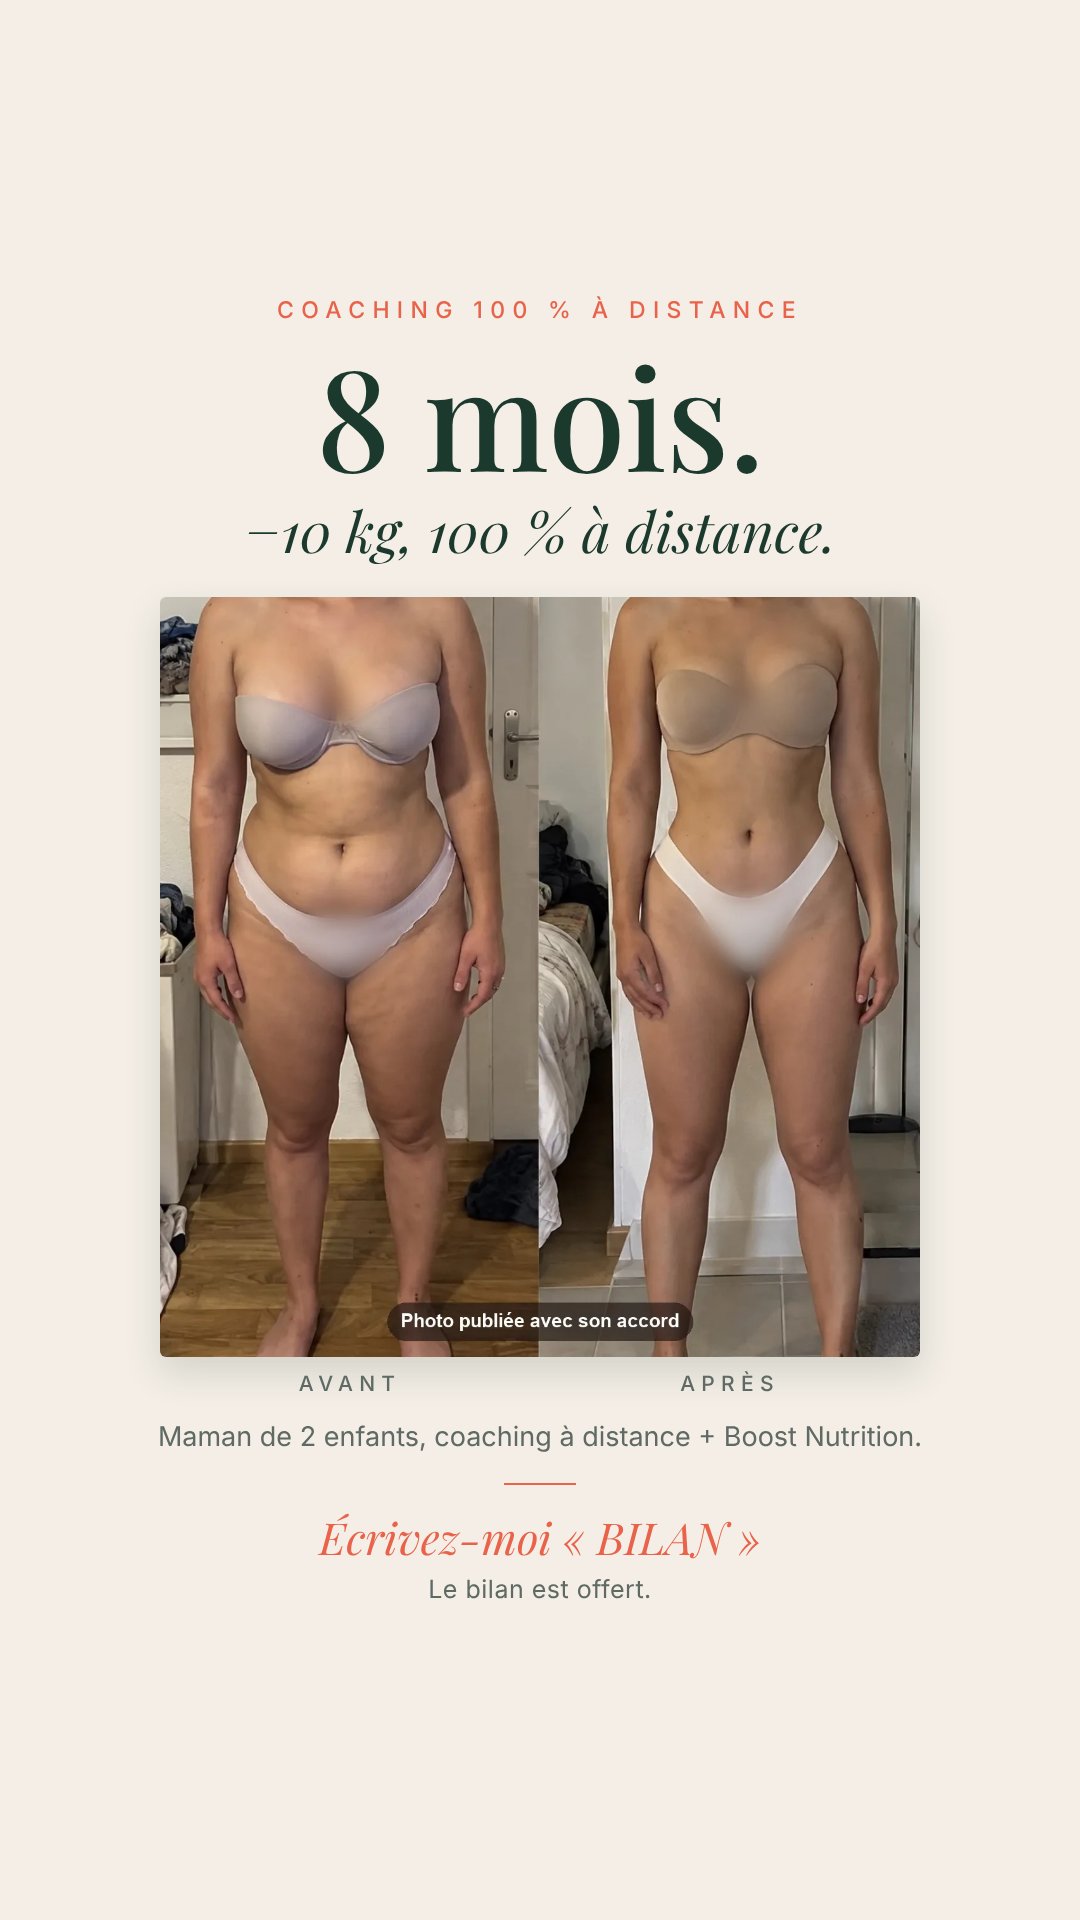 COACHING 100 % À DISTANCE
8 mois.
–10 kg, 100 % à distance.
Photo publiée avec son accord
AVANT
APRÈS
Maman de 2 enfants, coaching à distance + Boost Nutrition.
Écrivez-moi « BILAN »
Le bilan est offert.